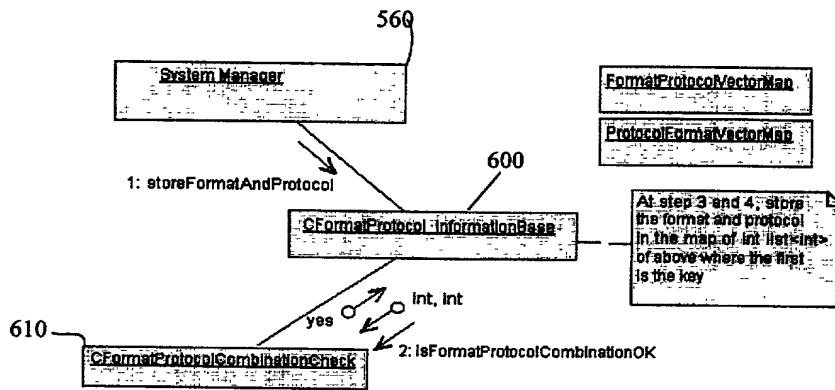 560
System Manager
FormatProtocolVectorMap
ProtocolFormatVectorMap
1: storeFormatAndProtocol
600
CFormatProtocol_InformationBase
At step 3 and 4, store
the format and protocol
in the map of int list<int>
of above where the first
is the key
yes
int, int
610
2: isFormatProtocolCombinationOK
CFormatProtocolCombinationCheck